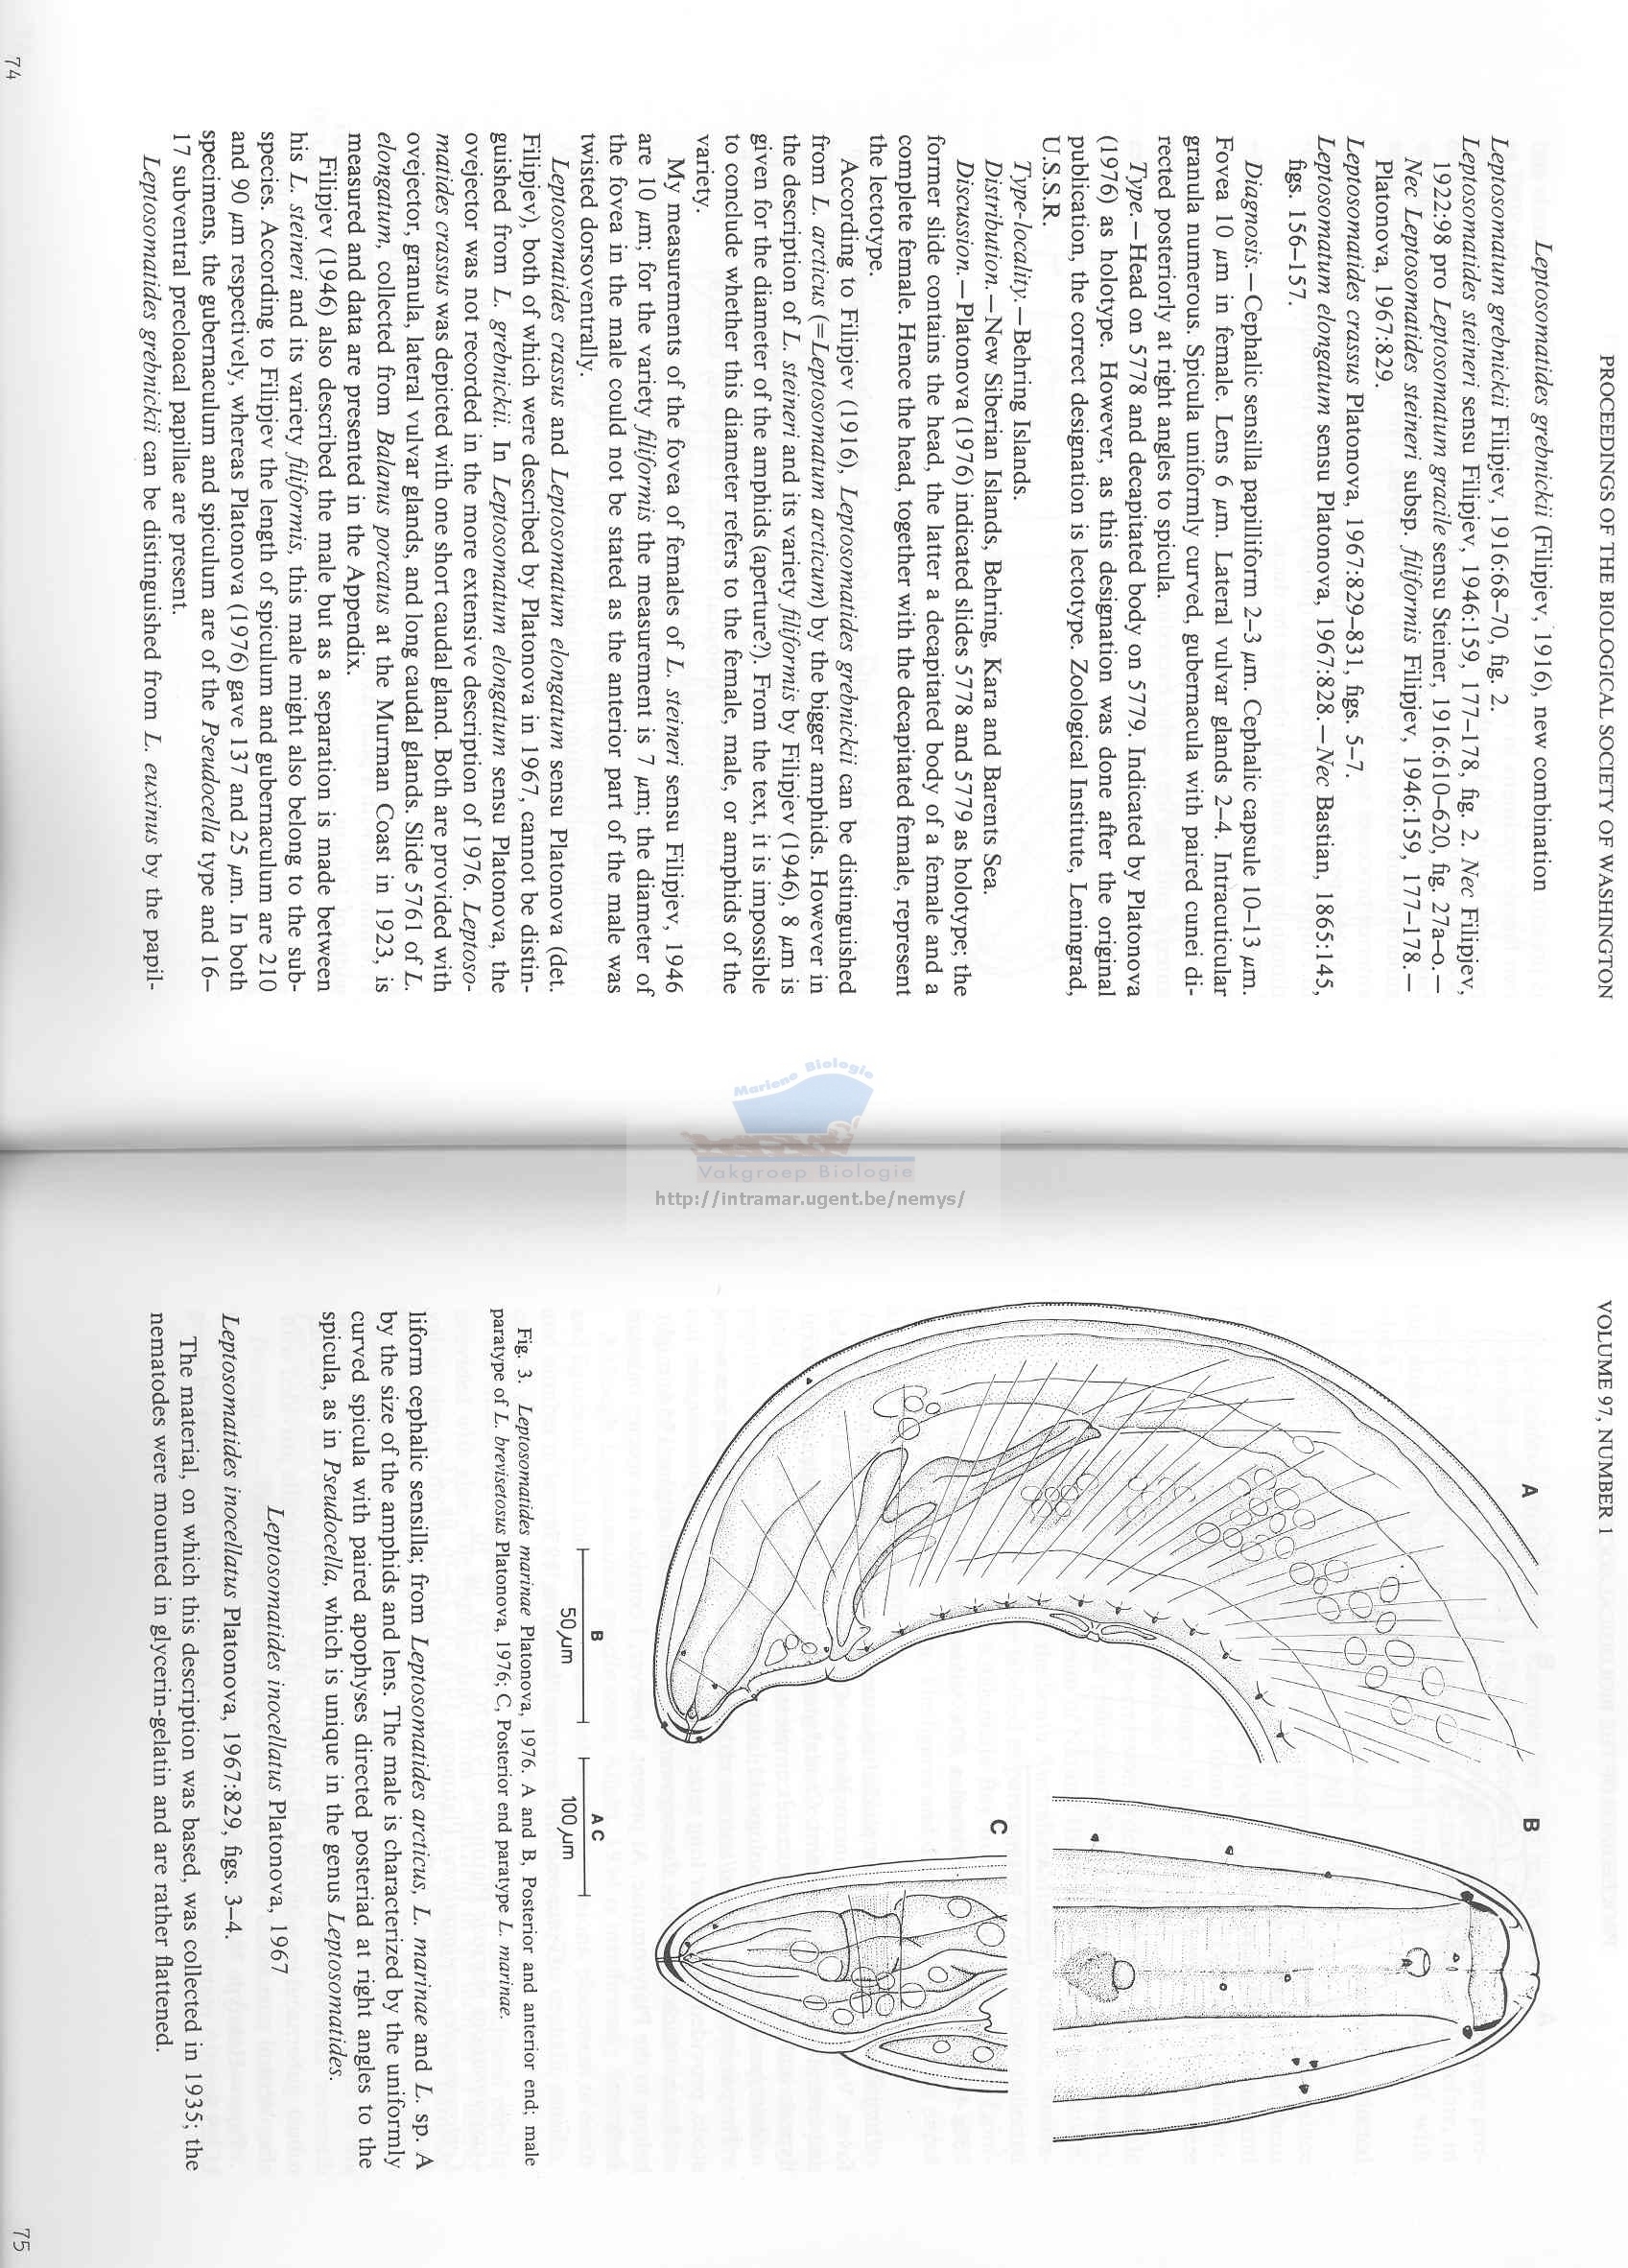 PROCEEDINGS OF THE BIOLOGICAL SOCIETY OF WASHINGTON
Leptosomatides grebnickii (Filipjev, 1916), new combination
Leptosomatum grebnickii Filipjev, 1916:68–70, fig. 2.
Leptosomatides steineri sensu Filipjev, 1946:159, 177–178, fig. 2. Nec Filipjev,
1922:98 pro Leptosomatum gracile sensu Steiner, 1916:610–620, fig. 27a–o.—
Nec Leptosomatides steineri subsp. filiformis Filipjev, 1946:159, 177–178.—
Platonova, 1967:829.
Leptosomatides crassus Platonova, 1967:829–831, figs. 5–7.
Leptosomatum elongatum sensu Platonova, 1967:828.—Nec Bastian, 1865:145,
figs. 156–157.
Diagnosis.—Cephalic sensilla papilliform 2–3 μm. Cephalic capsule 10–13 μm.
Fovea 10 μm in female. Lens 6 μm. Lateral vulvar glands 2–4. Intracuticular
granula numerous. Spicula uniformly curved, gubernacula with paired cunei di-
rected posteriorly at right angles to spicula.
Type.—Head on 5778 and decapitated body on 5779. Indicated by Platonova
(1976) as holotype. However, as this designation was done after the original
publication, the correct designation is lectotype. Zoological Institute, Leningrad,
U.S.S.R.
Type-locality.—Behring Islands.
Distribution.—New Siberian Islands, Behring, Kara and Barents Sea.
Discussion.—Platonova (1976) indicated slides 5778 and 5779 as holotype; the
former slide contains the head, the latter a decapitated body of a female and a
complete female. Hence the head, together with the decapitated female, represent
the lectotype.
According to Filipjev (1916), Leptosomatides grebnickii can be distinguished
from L. arcticus (=Leptosomatum arcticum) by the bigger amphids. However in
the description of L. steineri and its variety filiformis by Filipjev (1946), 8 μm is
given for the diameter of the amphids (aperture?). From the text, it is impossible
to conclude whether this diameter refers to the female, male, or amphids of the
variety.
My measurements of the fovea of females of L. steineri sensu Filipjev, 1946
are 10 μm; for the variety filiformis the measurement is 7 μm; the diameter of
the fovea in the male could not be stated as the anterior part of the male was
twisted dorsoventrally.
Leptosomatides crassus and Leptosomatum elongatum sensu Platonova (det.
Filipjev), both of which were described by Platonova in 1967, cannot be distin-
guished from L. grebnickii. In Leptosomatum elongatum sensu Platonova, the
ovejector was not recorded in the more extensive description of 1976. Leptoso-
matides crassus was depicted with one short caudal gland. Both are provided with
ovejector, granula, lateral vulvar glands, and long caudal glands. Slide 5761 of L.
elongatum, collected from Balanus porcatus at the Murman Coast in 1923, is
measured and data are presented in the Appendix.
Filipjev (1946) also described the male but as a separation is made between
his L. steineri and its variety filiformis, this male might also belong to the sub-
species. According to Filipjev the length of spiculum and gubernaculum are 210
and 90 μm respectively, whereas Platonova (1976) gave 137 and 25 μm. In both
specimens, the gubernaculum and spiculum are of the Pseudocella type and 16–
17 subventral precloacal papillae are present.
Leptosomatides grebnickii can be distinguished from L. euxinus by the papil-
74
Mariene Biologie
Vakgroep Biologie
http://intramar.ugent.be/nemys/
VOLUME 97, NUMBER 1
A
B
C
B
50 μm
A C
100 μm
Fig. 3. Leptosomatides marinae Platonova, 1976. A and B, Posterior and anterior end; male
paratype of L. brevisetosus Platonova, 1976; C, Posterior end paratype L. marinae.
liform cephalic sensilla; from Leptosomatides arcticus, L. marinae and L. sp. A
by the size of the amphids and lens. The male is characterized by the uniformly
curved spicula with paired apophyses directed posteriad at right angles to the
spicula, as in Pseudocella, which is unique in the genus Leptosomatides.
Leptosomatides inocellatus Platonova, 1967
Leptosomatides inocellatus Platonova, 1967:829, figs. 3–4.
The material, on which this description was based, was collected in 1935; the
nematodes were mounted in glycerin-gelatin and are rather flattened.
75